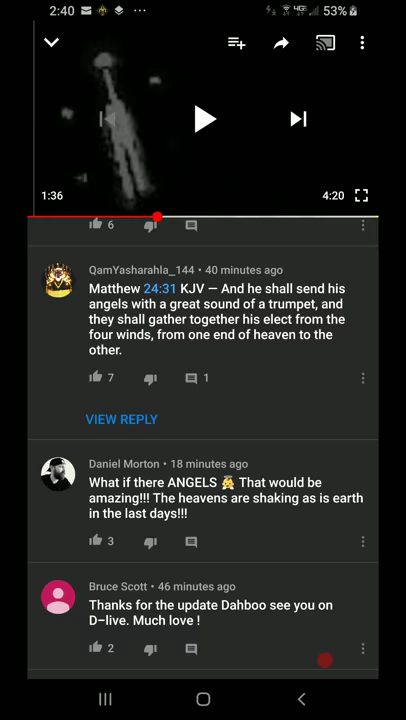 2:40
53%
1:36
4:20
6
QamYasharahla_144 • 40 minutes ago
Matthew 24:31 KJV — And he shall send his
angels with a great sound of a trumpet, and
they shall gather together his elect from the
four winds, from one end of heaven to the
other.
7
1
VIEW REPLY
Daniel Morton • 18 minutes ago
What if there ANGELS 👼 That would be
amazing!!! The heavens are shaking as is earth
in the last days!!!
3
Bruce Scott • 46 minutes ago
Thanks for the update Dahboo see you on
D–live. Much love !
2